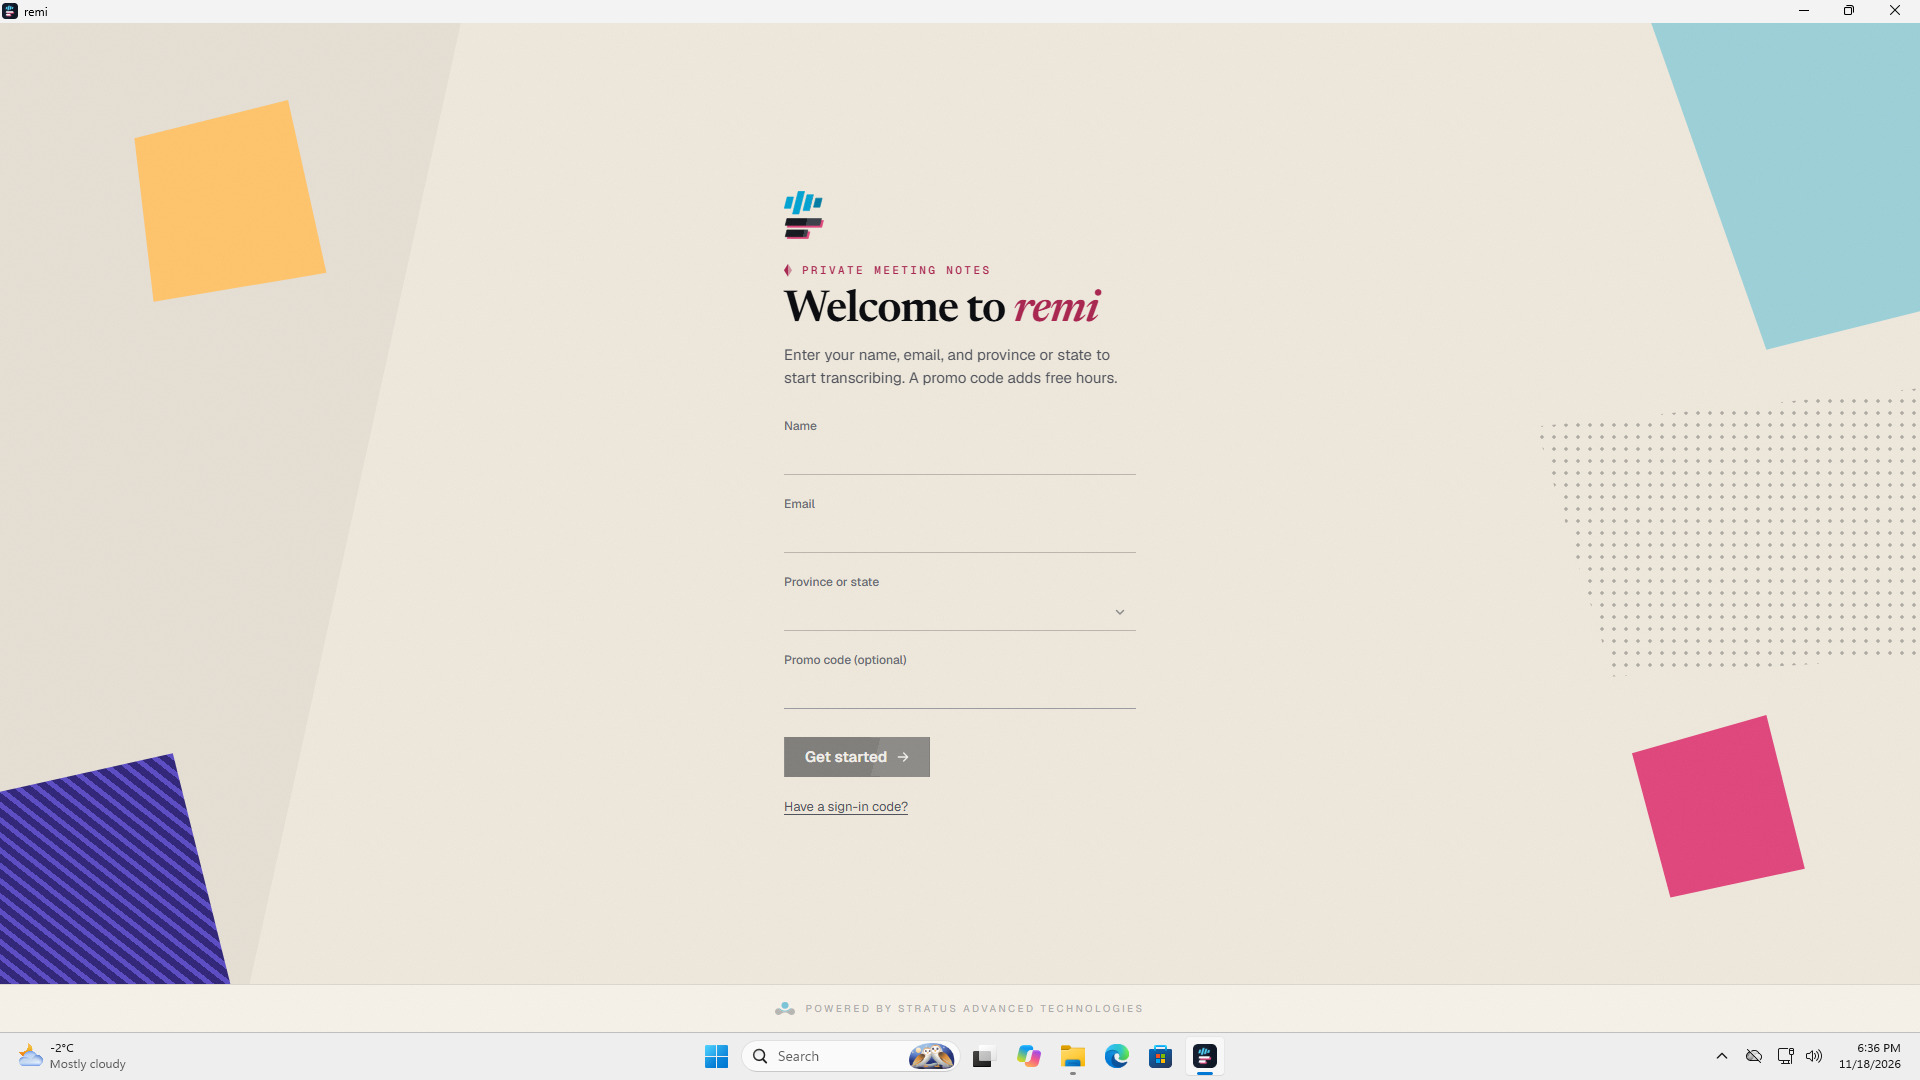 remi
PRIVATE MEETING NOTES
Welcome to remi
Enter your name, email, and province or state to
start transcribing. A promo code adds free hours.
Name
Email
Province or state
Promo code (optional)
Get started
Have a sign-in code?
POWERED BY STRATUS ADVANCED TECHNOLOGIES
-2°C
Mostly cloudy
Search
6:36 PM
11/18/2026